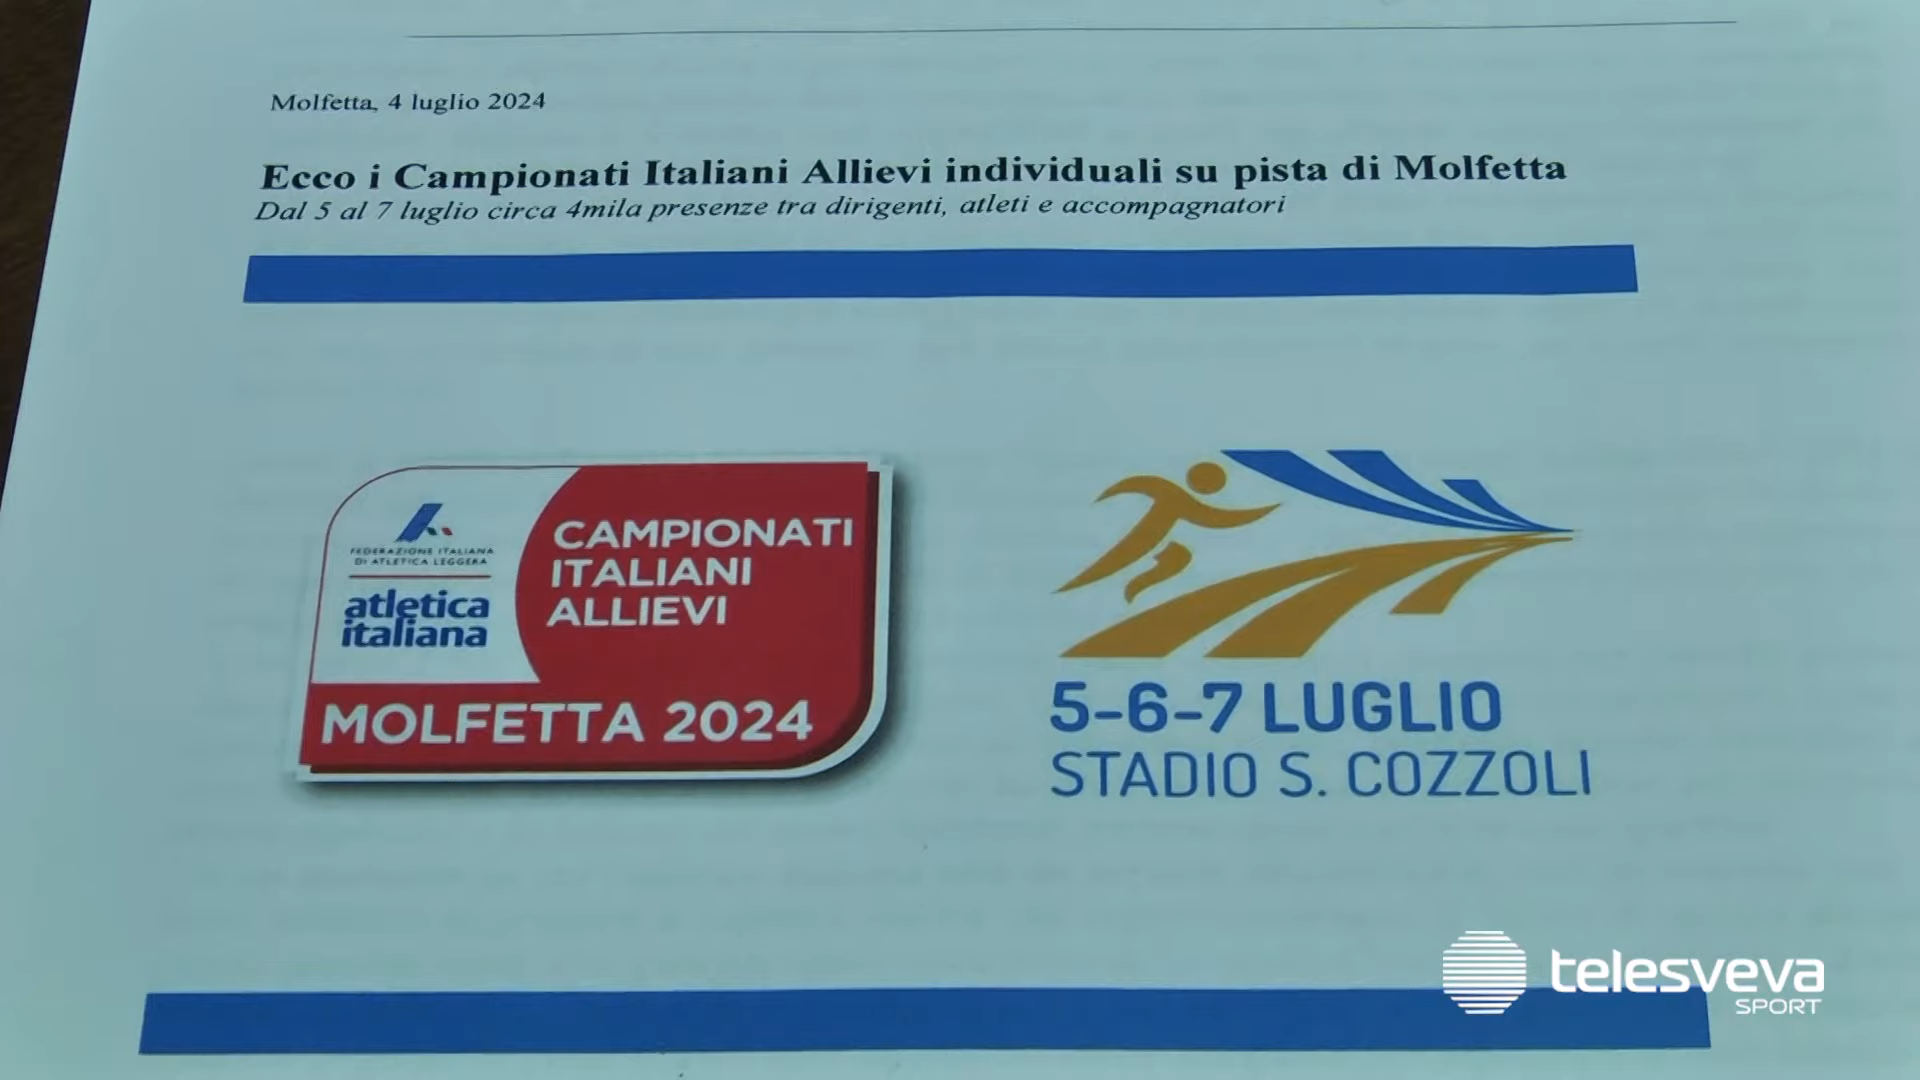 Molfetta, 4 luglio 2024
Ecco i Campionati Italiani Allievi individuali su pista di Molfetta
Dal 5 al 7 luglio circa 4mila presenze tra dirigenti, atleti e accompagnatori
FEDERAZIONE ITALIANA
DI ATLETICA LEGGERA
atletica
italiana
CAMPIONATI
ITALIANI
ALLIEVI
MOLFETTA 2024
5-6-7 LUGLIO
STADIO S. COZZOLI
telesveva
SPORT